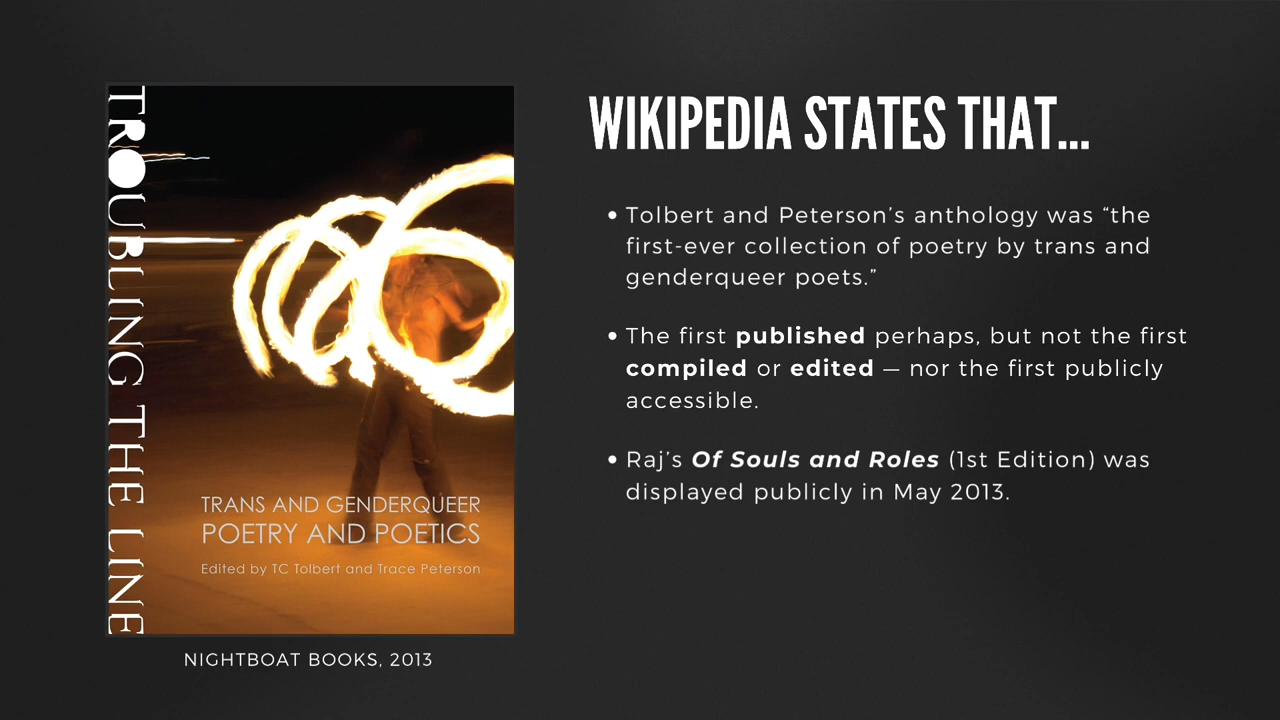 TROUBLING THE LINE
TRANS AND GENDERQUEER
POETRY AND POETICS
Edited by TC Tolbert and Trace Peterson
NIGHTBOAT BOOKS, 2013
WIKIPEDIA STATES THAT...
• Tolbert and Peterson’s anthology was “the
first-ever collection of poetry by trans and
genderqueer poets.”
• The first published perhaps, but not the first
compiled or edited — nor the first publicly
accessible.
• Raj’s Of Souls and Roles (1st Edition) was
displayed publicly in May 2013.